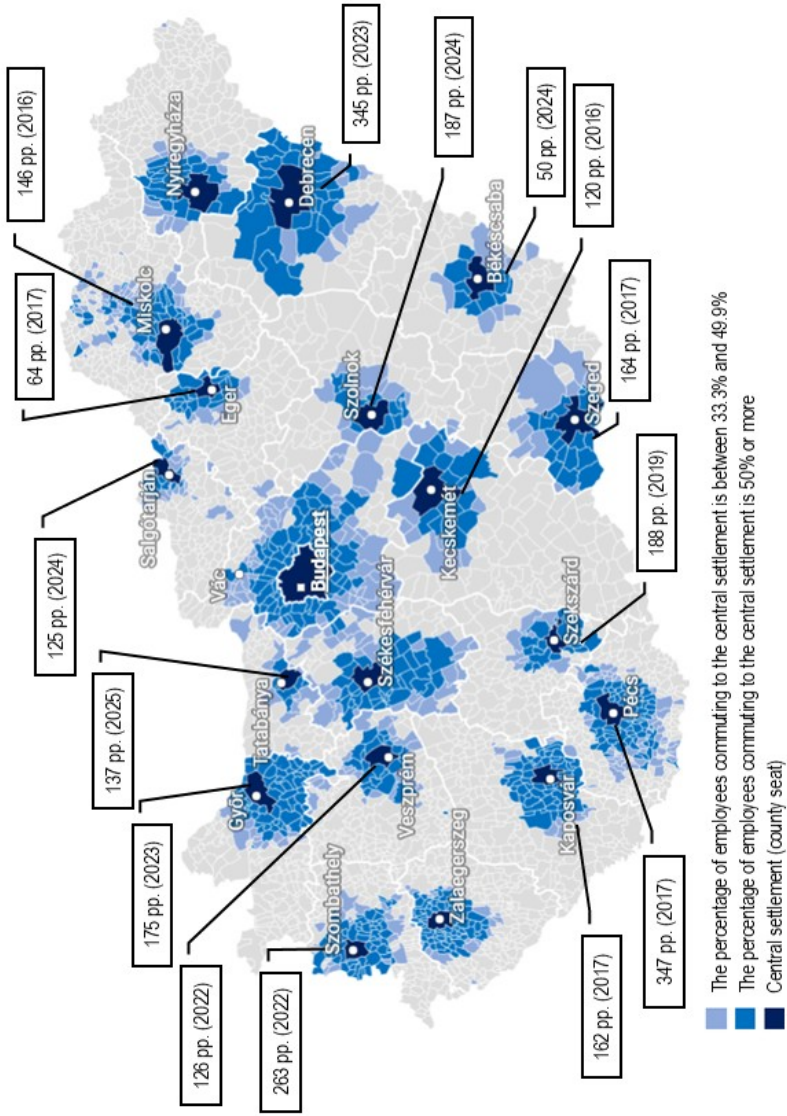 64 pp. (2017)
146 pp. (2016)
125 pp. (2024)
137 pp. (2025)
175 pp. (2023)
126 pp. (2022)
263 pp. (2022)
345 pp. (2023)
187 pp. (2024)
50 pp. (2024)
120 pp. (2016)
164 pp. (2017)
188 pp. (2019)
347 pp. (2017)
162 pp. (2017)
Nyíregyháza
Miskolc
Debrecen
Eger
Salgótarján
Vác
Budapest
Szolnok
Kecskemét
Békéscsaba
Szeged
Tatabánya
Győr
Székesfehérvár
Veszprém
Szombathely
Zalaegerszeg
Kaposvár
Szekszárd
Pécs
The percentage of employees commuting to the central settlement is between 33.3% and 49.9%
The percentage of employees commuting to the central settlement is 50% or more
Central settlement (county seat)